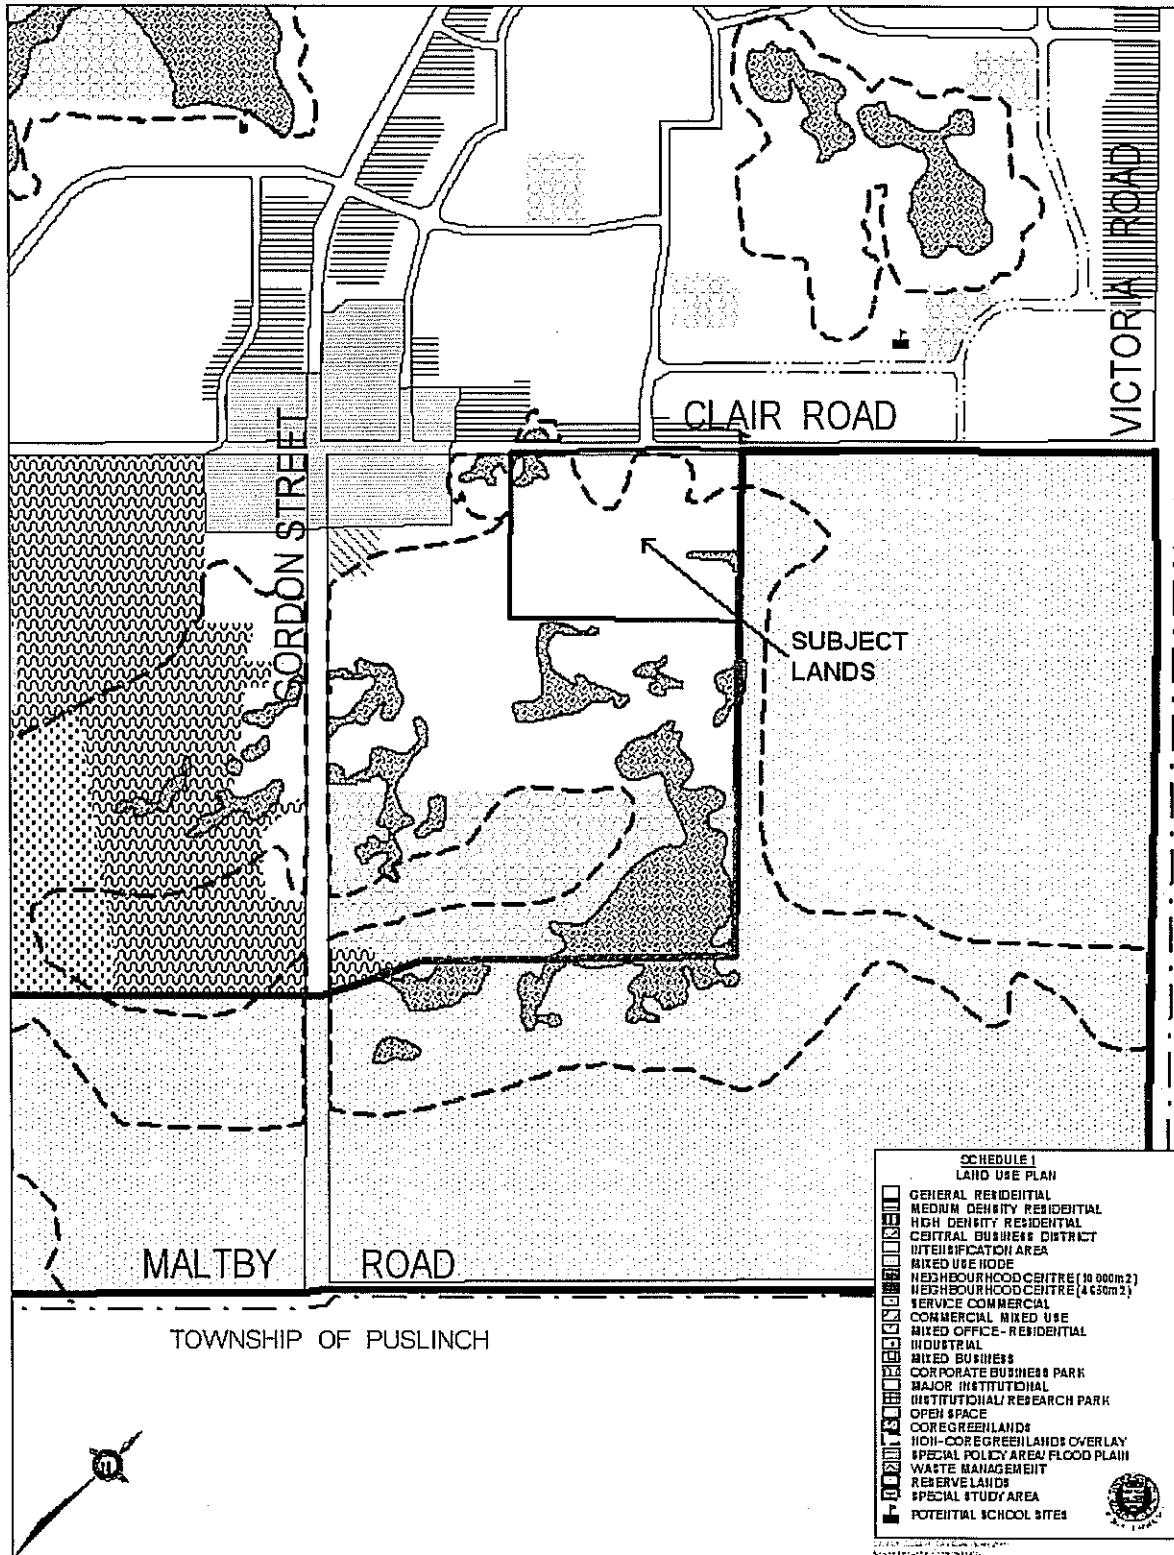 VICTORIA ROAD
CLAIR ROAD
GORDON STREET
SUBJECT
LANDS
MALTBY ROAD
TOWNSHIP OF PUSLINCH
SCHEDULE 1
LAND USE PLAN
GENERAL RESIDENTIAL
MEDIUM DENSITY RESIDENTIAL
HIGH DENSITY RESIDENTIAL
CENTRAL BUSINESS DISTRICT
INTENSIFICATION AREA
MIXED USE NODE
NEIGHBOURHOOD CENTRE (10 000m2)
NEIGHBOURHOOD CENTRE (4 650m2)
SERVICE COMMERCIAL
COMMERCIAL MIXED USE
MIXED OFFICE-RESIDENTIAL
INDUSTRIAL
MIXED BUSINESS
CORPORATE BUSINESS PARK
MAJOR INSTITUTIONAL
INSTITUTIONAL/RESEARCH PARK
OPEN SPACE
CORE GREENLANDS
NON-CORE GREENLANDS OVERLAY
SPECIAL POLICY AREA/FLOOD PLAIN
WASTE MANAGEMENT
RESERVE LANDS
SPECIAL STUDY AREA
POTENTIAL SCHOOL SITES